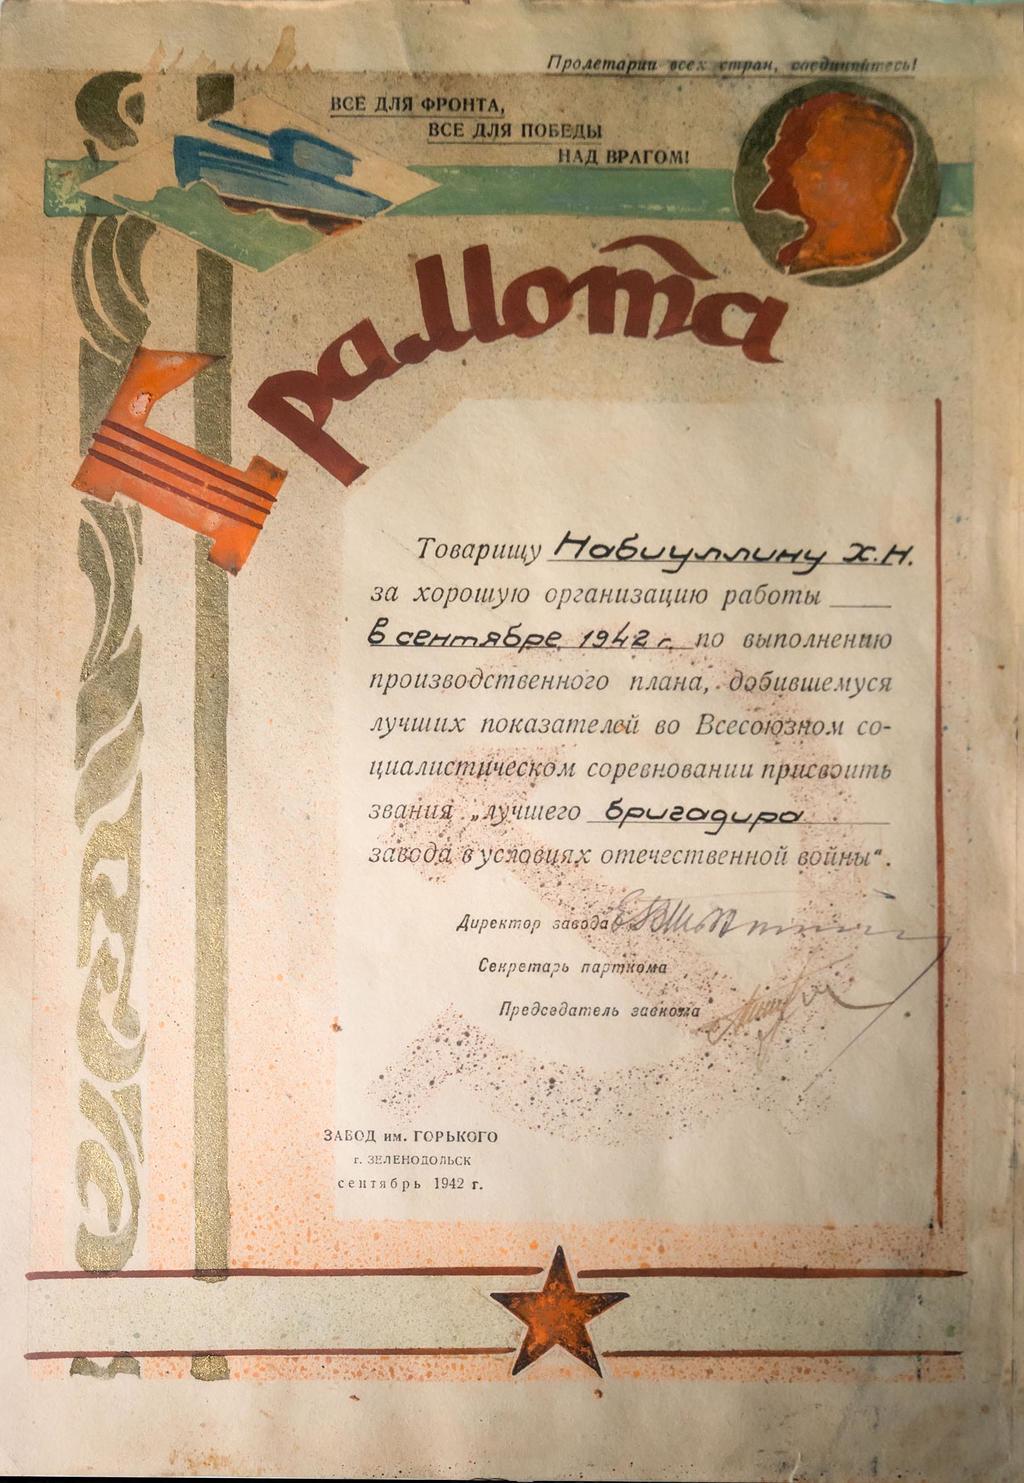 Пролетарии всех стран, соединяйтесь!
ВСЕ ДЛЯ ФРОНТА,
ВСЕ ДЛЯ ПОБЕДЫ
НАД ВРАГОМ!
Грамота
Товарищу Набиуллину Х.Н.
за хорошую организацию работы
в сентябре 1942 г. по выполнению
производственного плана, добившемуся
лучших показателей во Всесоюзном со-
циалистическом соревновании присвоить
звания „лучшего бригадира
завода в условиях отечественной войны“.
Директор завода
Секретарь парткома
Председатель завкома
ЗАВОД им. ГОРЬКОГО
г. ЗЕЛЕНОДОЛЬСК
сентябрь 1942 г.